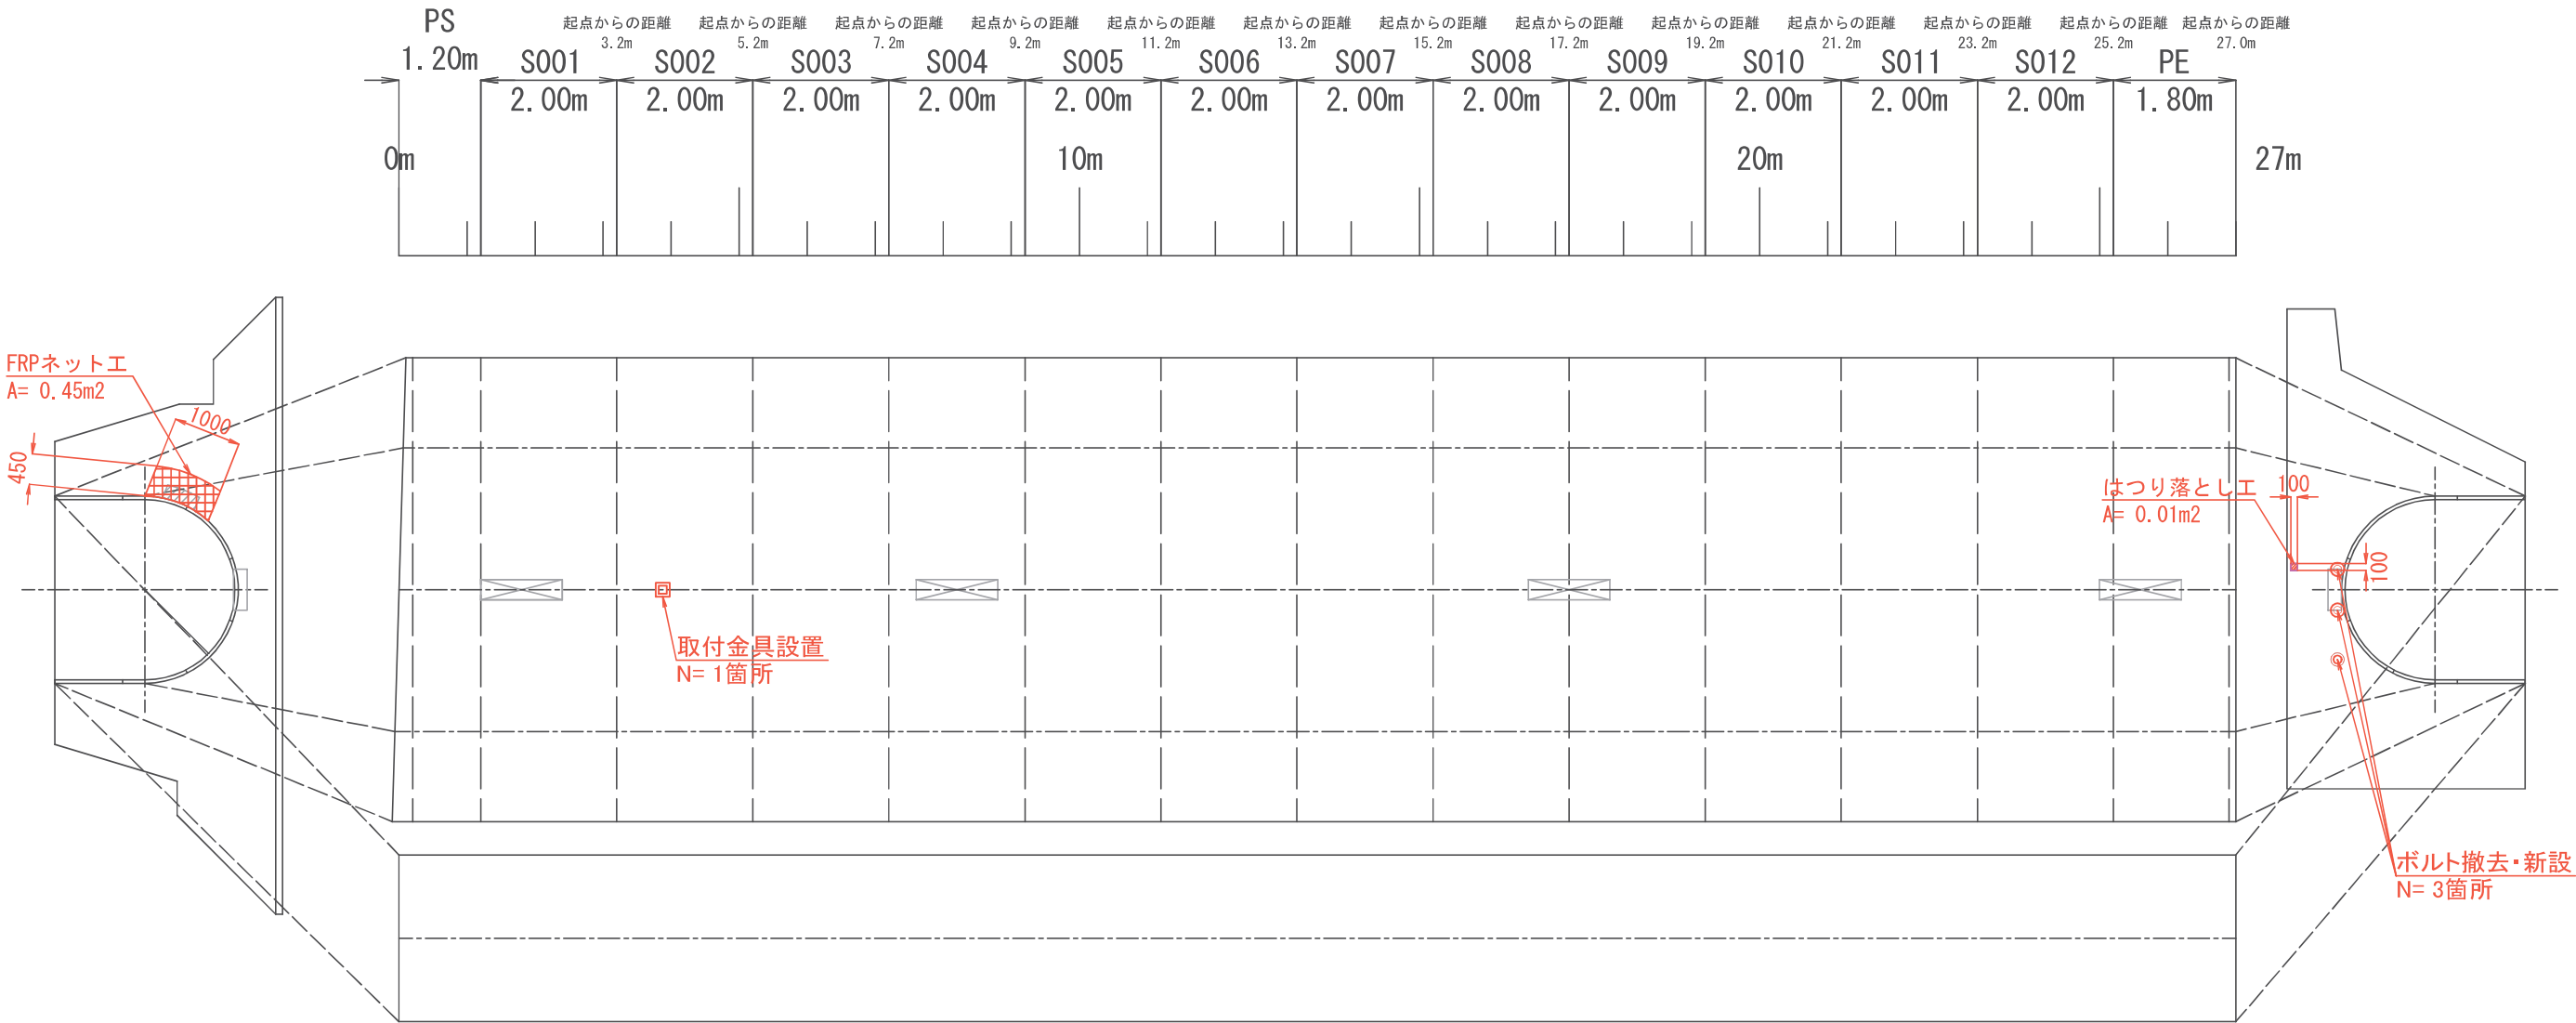 PS
1.20m
起点からの距離 起点からの距離 起点からの距離 起点からの距離 起点からの距離 起点からの距離 起点からの距離 起点からの距離 起点からの距離 起点からの距離 起点からの距離 起点からの距離 起点からの距離
3.2m 5.2m 7.2m 9.2m 11.2m 13.2m 15.2m 17.2m 19.2m 21.2m 23.2m 25.2m 27.0m
S001 S002 S003 S004 S005 S006 S007 S008 S009 S010 S011 S012 PE
2.00m 2.00m 2.00m 2.00m 2.00m 2.00m 2.00m 2.00m 2.00m 2.00m 2.00m 2.00m 1.80m
0m 10m 20m 27m
FRPネット工
A= 0.45m2
1000
450
取付金具設置
N= 1箇所
はつり落とし工
A= 0.01m2
100
100
ボルト撤去・新設
N= 3箇所